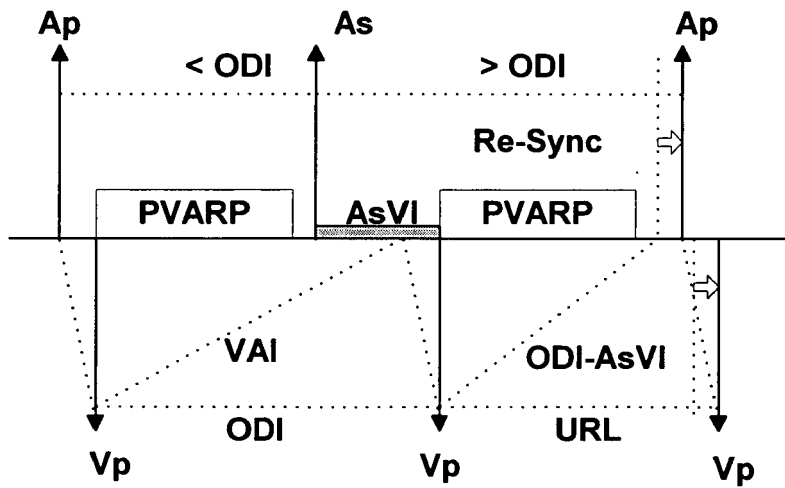 Ap As Ap
< ODI > ODI
Re-Sync
PVARP AsVI PVARP
VAI ODI-AsVI
ODI URL
Vp Vp Vp